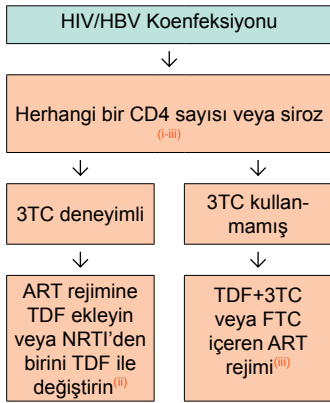 HIV/HBV Koenfeksiyonu
Herhangi bir CD4 sayısı veya siroz
(i-iii)
3TC deneyimli
3TC kullan-
mamış
ART rejimine
TDF ekleyin
veya NRTI’den
birini TDF ile
değiştirin(ii)
TDF+3TC
veya FTC
içeren ART
rejimi(iii)